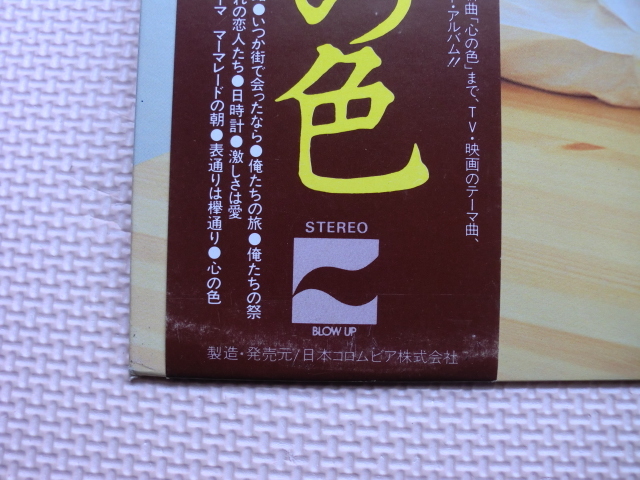 曲「心の色」まで、TV・映画のテーマ曲、
・アルバム!!
の色
●いつか街で会ったなら●俺たちの旅●俺たちの祭
れの恋人たち●日時計●激しさは愛
ーマ マーマレードの朝●表通りは欅通り●心の色
STEREO
BLOW UP
製造・発売元/日本コロムビア株式会社